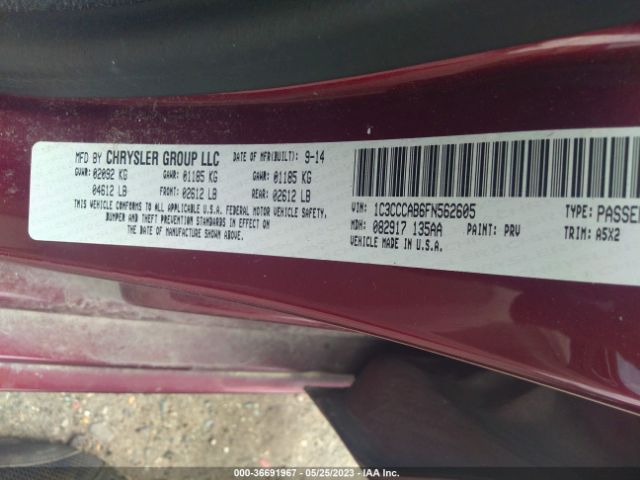 MFD BY CHRYSLER GROUP LLC DATE OF MFR(BUILT): 9-14
GVWR: 02092 KG GAWR: 01185 KG GAWR: 01185 KG
04612 LB FRONT: 02612 LB REAR: 02612 LB
THIS VEHICLE CONFORMS TO ALL APPLICABLE U.S.A. FEDERAL MOTOR VEHICLE SAFETY,
BUMPER AND THEFT PREVENTION STANDARDS IN EFFECT ON
THE DATE OF MANUFACTURE SHOWN ABOVE.
VIN: 1C3CCCAB6FN562605 TYPE: PASSE
MDH: 082917 135AA PAINT: PRV TRIM: A5X2
VEHICLE MADE IN U.S.A.
000-36691967 - 05/25/2023 - IAA Inc.